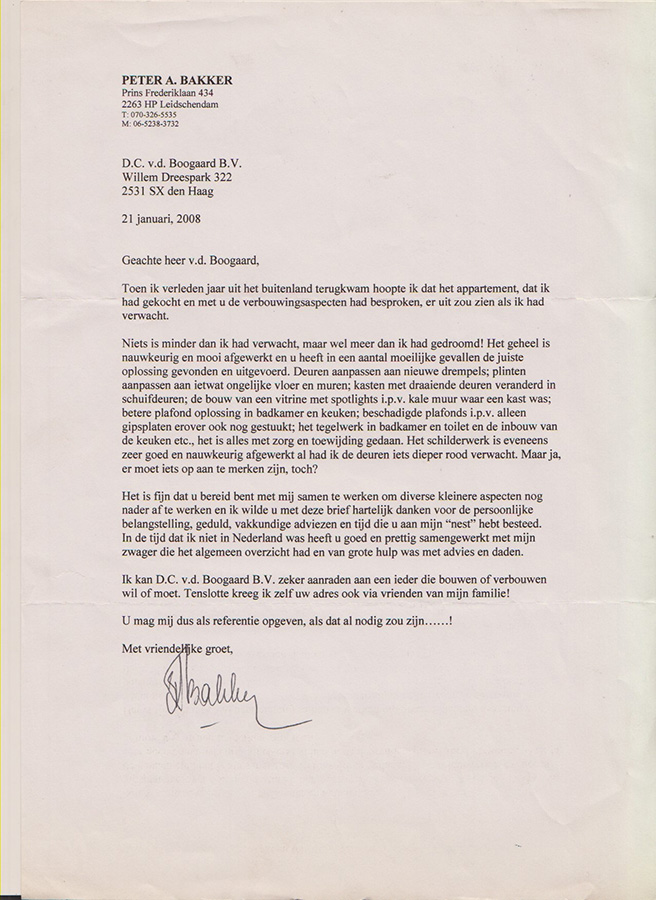 PETER A. BAKKER
Prins Frederiklaan 434
2263 HP Leidschendam
T: 070-326-5535
M: 06-5238-3732
D.C. v.d. Boogaard B.V.
Willem Dreespark 322
2531 SX den Haag
21 januari, 2008
Geachte heer v.d. Boogaard,
Toen ik verleden jaar uit het buitenland terugkwam hoopte ik dat het appartement, dat ik
had gekocht en met u de verbouwingsaspecten had besproken, er uit zou zien als ik had
verwacht.
Niets is minder dan ik had verwacht, maar wel meer dan ik had gedroomd! Het geheel is
nauwkeurig en mooi afgewerkt en u heeft in een aantal moeilijke gevallen de juiste
oplossing gevonden en uitgevoerd. Deuren aanpassen aan nieuwe drempels; plinten
aanpassen aan ietwat ongelijke vloer en muren; kasten met draaiende deuren veranderd in
schuifdeuren; de bouw van een vitrine met spotlights i.p.v. kale muur waar een kast was;
betere plafond oplossing in badkamer en keuken; beschadigde plafonds i.p.v. alleen
gipsplaten erover ook nog gestuukt; het tegelwerk in badkamer en toilet en de inbouw van
de keuken etc., het is alles met zorg en toewijding gedaan. Het schilderwerk is eveneens
zeer goed en nauwkeurig afgewerkt al had ik de deuren iets dieper rood verwacht. Maar ja,
er moet iets op aan te merken zijn, toch?
Het is fijn dat u bereid bent met mij samen te werken om diverse kleinere aspecten nog
nader af te werken en ik wilde u met deze brief hartelijk danken voor de persoonlijke
belangstelling, geduld, vakkundige adviezen en tijd die u aan mijn “nest” hebt besteed.
In de tijd dat ik niet in Nederland was heeft u goed en prettig samengewerkt met mijn
zwager die het algemeen overzicht had en van grote hulp was met advies en daden.
Ik kan D.C. v.d. Boogaard B.V. zeker aanraden aan een ieder die bouwen of verbouwen
wil of moet. Tenslotte kreeg ik zelf uw adres ook via vrienden van mijn familie!
U mag mij dus als referentie opgeven, als dat al nodig zou zijn……!
Met vriendelijke groet,
Bakker